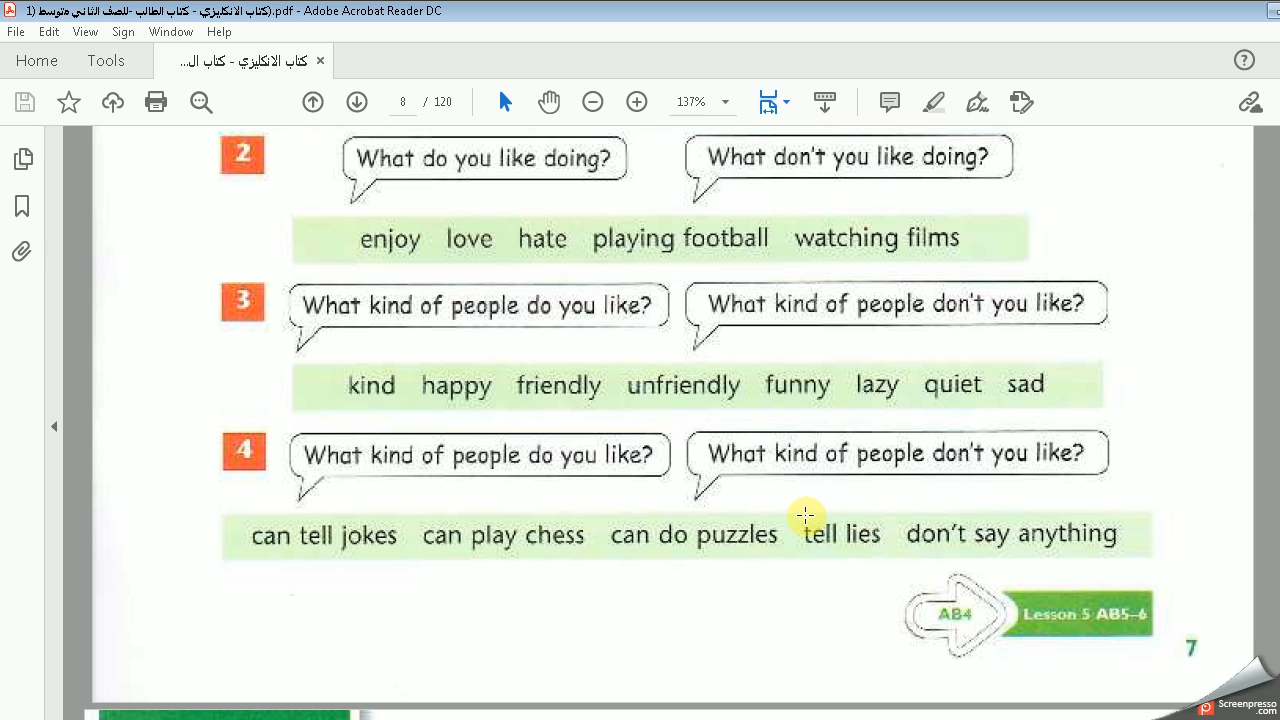 كتاب الانكليزي - كتاب الطالب -للصف الثاني متوسط (1).pdf - Adobe Acrobat Reader DC
File Edit View Sign Window Help
Home Tools كتاب الانكليزي - كتاب ال... ×
8 / 120 137%
2
What do you like doing? What don't you like doing?
enjoy love hate playing football watching films
3
What kind of people do you like? What kind of people don't you like?
kind happy friendly unfriendly funny lazy quiet sad
4
What kind of people do you like? What kind of people don't you like?
can tell jokes can play chess can do puzzles tell lies don't say anything
AB4 Lesson 5 AB5–6
7
Screenpresso
.com